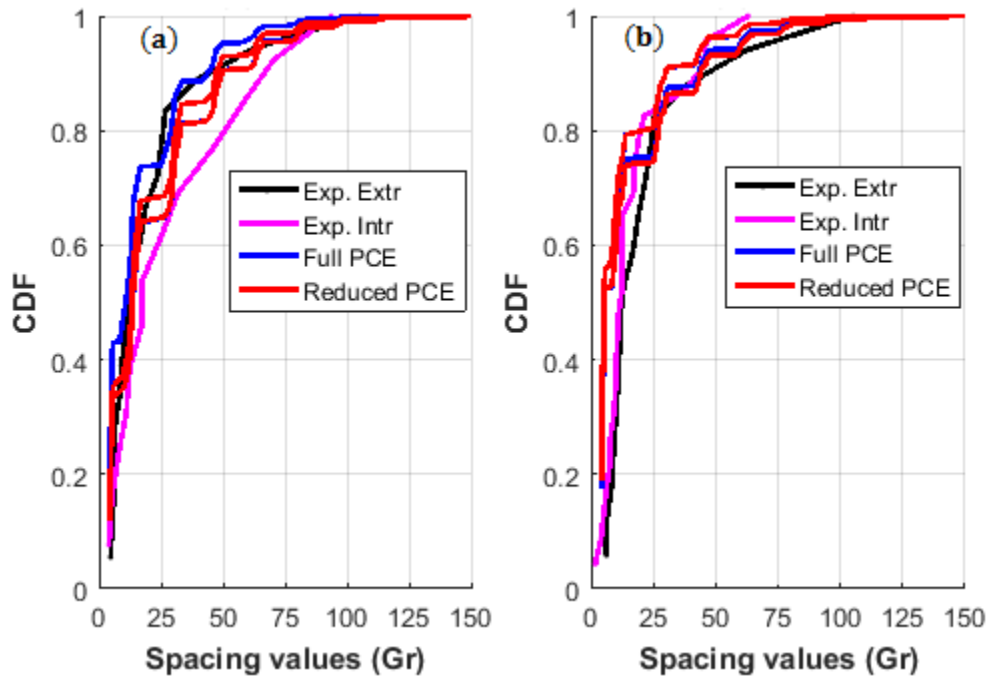 (a)
1
0.8
0.6
0.4
0.2
0
CDF
Exp. Extr
Exp. Intr
Full PCE
Reduced PCE
0 25 50 75 100 125 150
Spacing values (Gr)
(b)
1
0.8
0.6
0.4
0.2
0
CDF
Exp. Extr
Exp. Intr
Full PCE
Reduced PCE
0 25 50 75 100 125 150
Spacing values (Gr)